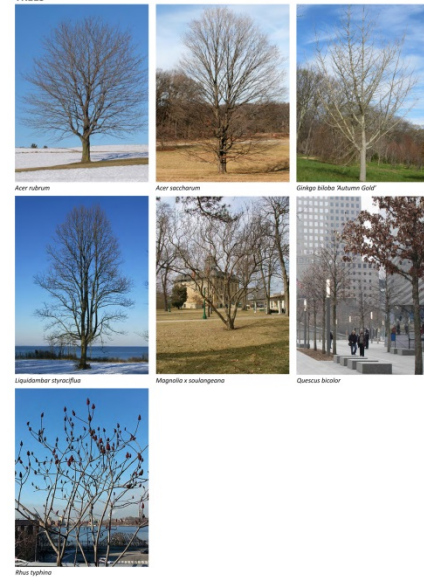 Acer rubrum
Acer saccharum
Ginkgo biloba 'Autumn Gold'
Liquidambar styraciflua
Magnolia x soulangeana
Quescus bicolor
Rhus typhina